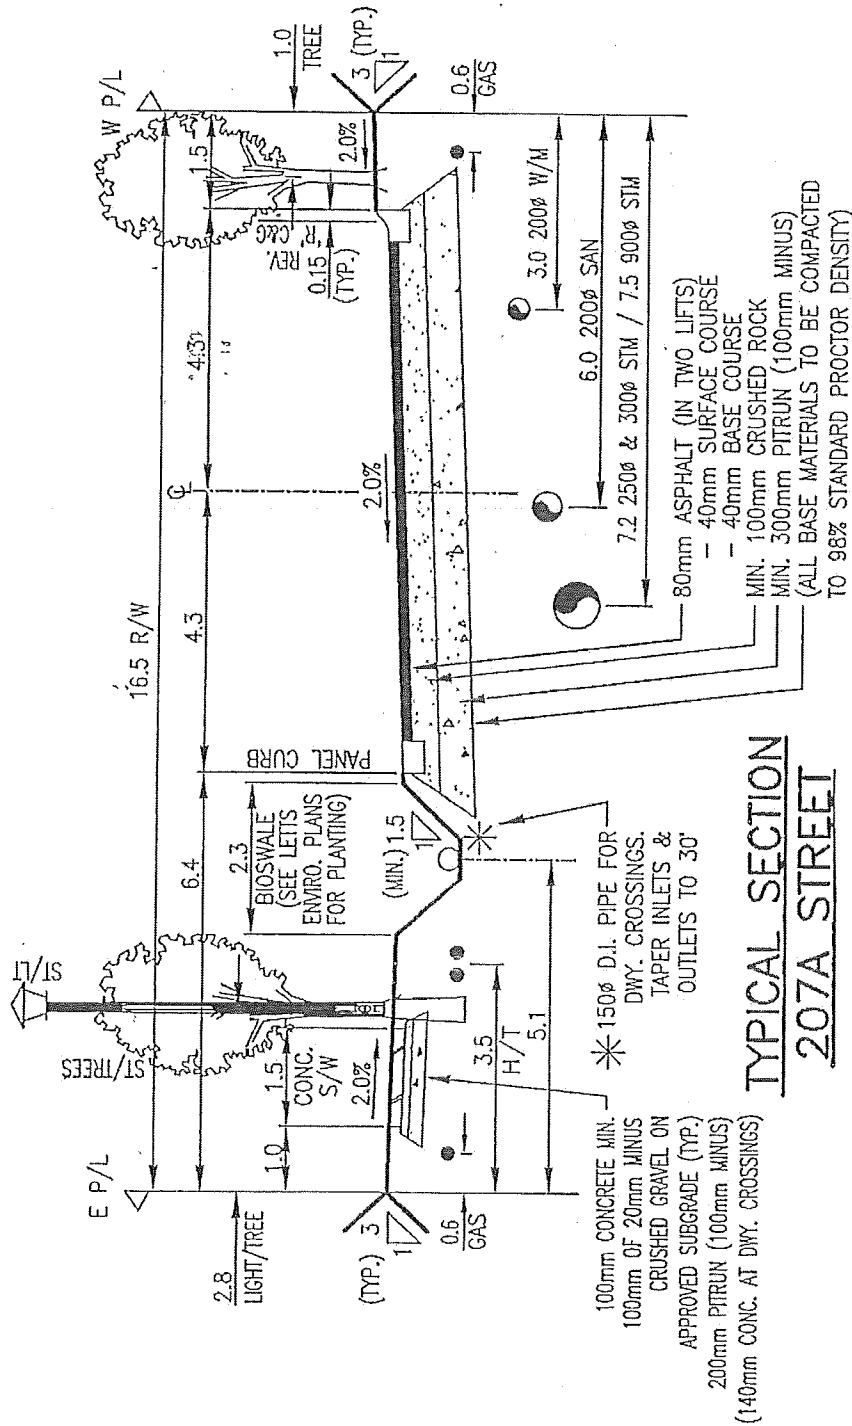 E P/L
W P/L
16.5 R/W
6.4
4.3
4.3
1.5
ST/LT
ST/TREES
2.3
BIOSWALE
(SEE LETTS
ENVIRO. PLANS
FOR PLANTING)
PANEL CURB
REV. 'R' C&G
0.15
(TYP.)
1.0
TREE
2.8
LIGHT/TREE
1.0
1.5
CONC.
S/W
2.0%
(MIN.) 1.5
1
2.0%
2.0%
3 (TYP.)
1
(TYP.) 3
1
0.6
GAS
0.6
GAS
3.5
H/T
5.1
3.0 200ø W/M
6.0 200ø SAN
7.2 250ø & 300ø STM / 7.5 900ø STM
100mm CONCRETE MIN.
100mm OF 20mm MINUS
CRUSHED GRAVEL ON
APPROVED SUBGRADE (TYP.)
200mm PITRUN (100mm MINUS)
(140mm CONC. AT DWY. CROSSINGS)
150ø D.I. PIPE FOR
DWY. CROSSINGS.
TAPER INLETS &
OUTLETS TO 30°
80mm ASPHALT (IN TWO LIFTS)
– 40mm SURFACE COURSE
– 40mm BASE COURSE
MIN. 100mm CRUSHED ROCK
MIN. 300mm PITRUN (100mm MINUS)
(ALL BASE MATERIALS TO BE COMPACTED
TO 98% STANDARD PROCTOR DENSITY)
TYPICAL SECTION
207A STREET